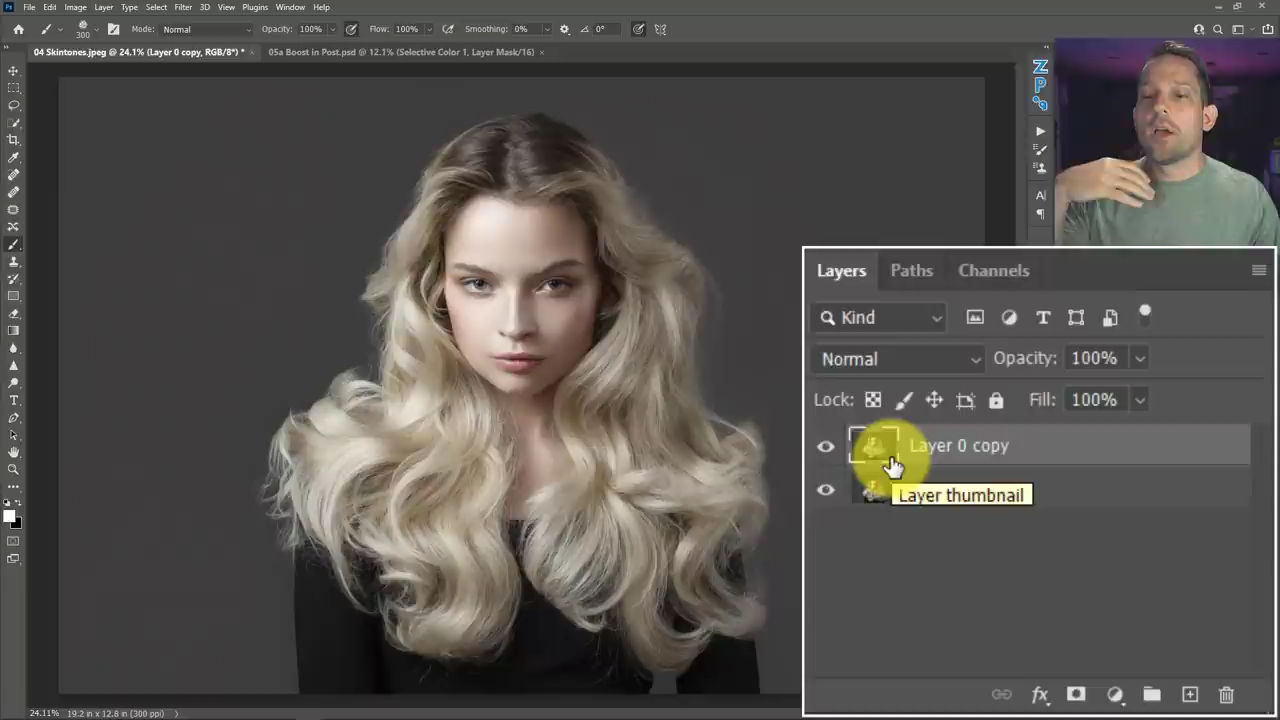 Ps File Edit Image Layer Type Select Filter 3D View Plugins Window Help
300 Mode: Normal Opacity: 100% Flow: 100% Smoothing: 0% 0°
04 Skintones.jpeg @ 24.1% (Layer 0 copy, RGB/8*) * × 05a Boost in Post.psd @ 12.1% (Selective Color 1, Layer Mask/16) ×
Z
P
Layers Paths Channels
Kind
Normal Opacity: 100%
Lock: Fill: 100%
Layer 0 copy
Layer thumbnail
24.11% 19.2 in x 12.8 in (300 ppi)